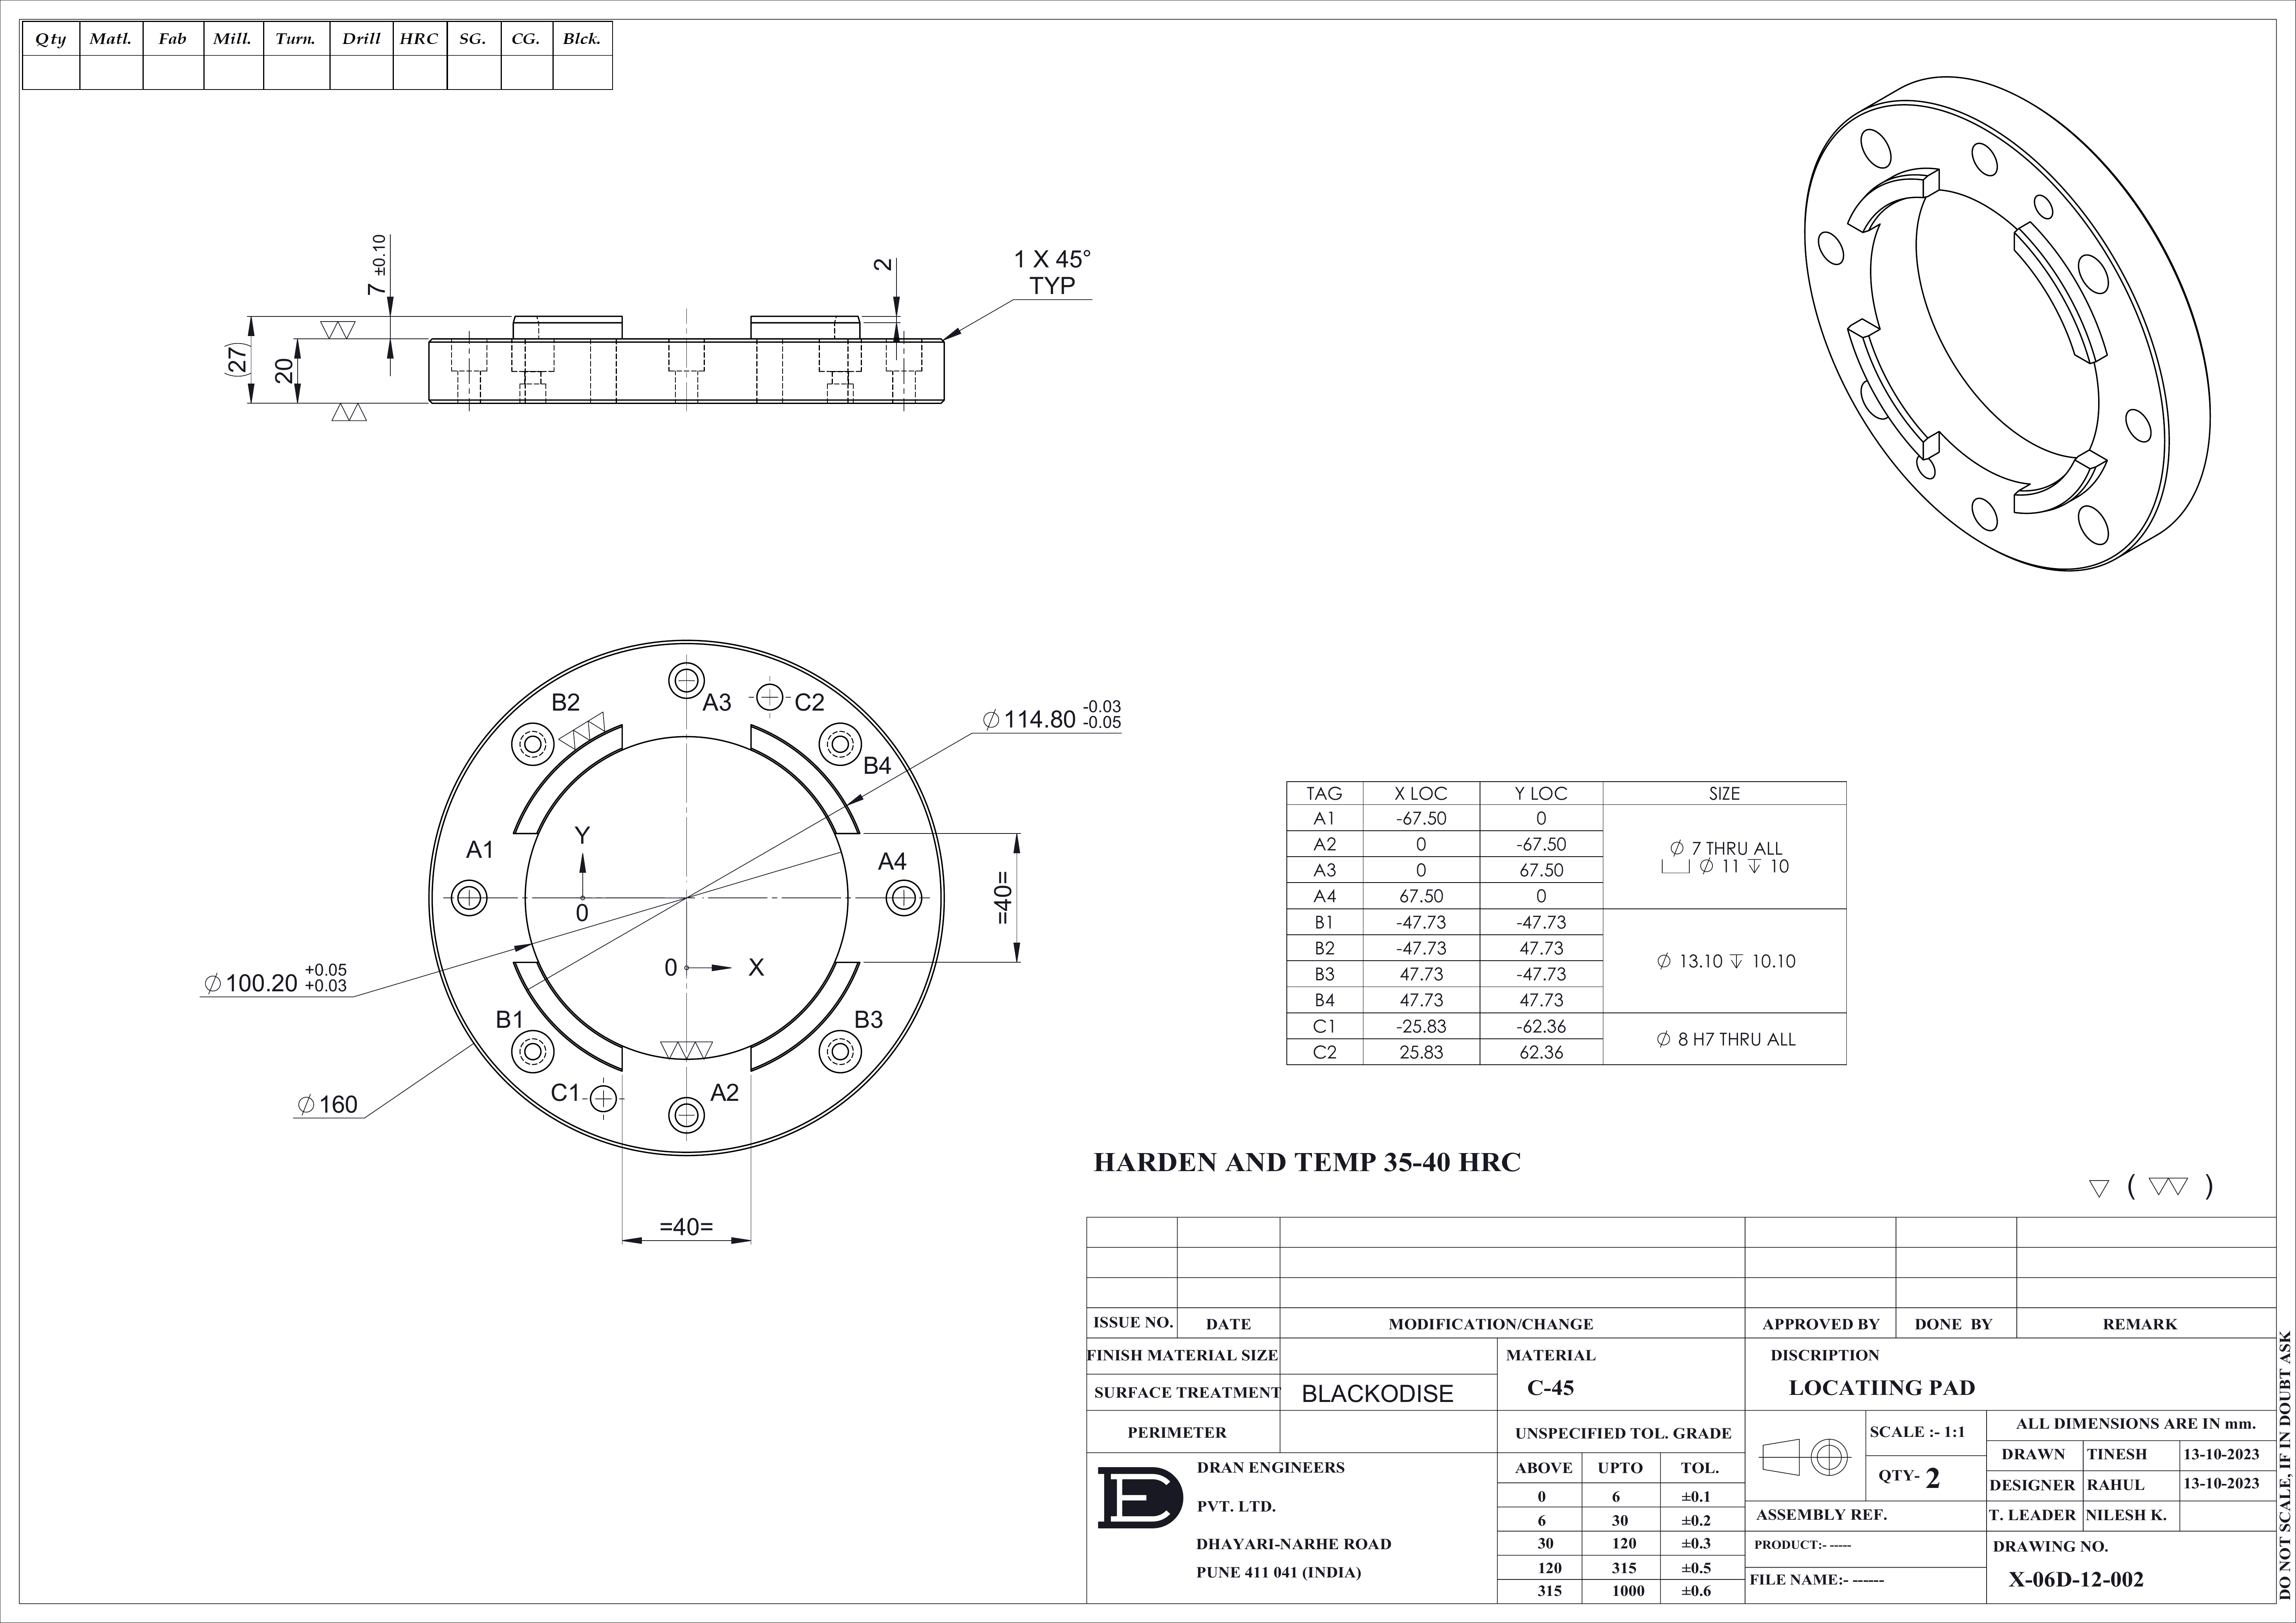 Qty Matl. Fab Mill. Turn. Drill HRC SG. CG. Blck.
7 ±0.10
2
1 X 45°
TYP
(27)
20
B2
A3
C2
⌀114.80 -0.03 -0.05
B4
A1
Y
A4
0
=40=
0
X
⌀100.20 +0.05 +0.03
B1
B3
⌀160
C1
A2
=40=
TAG X LOC Y LOC SIZE
A1 -67.50 0
A2 0 -67.50
A3 0 67.50
A4 67.50 0
⌀ 7 THRU ALL
⌴ ⌀ 11 ↧ 10
B1 -47.73 -47.73
B2 -47.73 47.73
B3 47.73 -47.73
B4 47.73 47.73
⌀ 13.10 ↧ 10.10
C1 -25.83 -62.36
C2 25.83 62.36
⌀ 8 H7 THRU ALL
HARDEN AND TEMP 35-40 HRC
( )
ISSUE NO. DATE MODIFICATION/CHANGE APPROVED BY DONE BY REMARK
FINISH MATERIAL SIZE
SURFACE TREATMENT BLACKODISE
PERIMETER
MATERIAL
C-45
DISCRIPTION
LOCATIING PAD
DRAN ENGINEERS
PVT. LTD.
DHAYARI-NARHE ROAD
PUNE 411 041 (INDIA)
UNSPECIFIED TOL. GRADE
ABOVE UPTO TOL.
0 6 ±0.1
6 30 ±0.2
30 120 ±0.3
120 315 ±0.5
315 1000 ±0.6
SCALE :- 1:1
QTY- 2
ASSEMBLY REF.
PRODUCT:- -----
FILE NAME:- ------
ALL DIMENSIONS ARE IN mm.
DRAWN TINESH 13-10-2023
DESIGNER RAHUL 13-10-2023
T. LEADER NILESH K.
DRAWING NO.
X-06D-12-002
DO NOT SCALE, IF IN DOUBT ASK